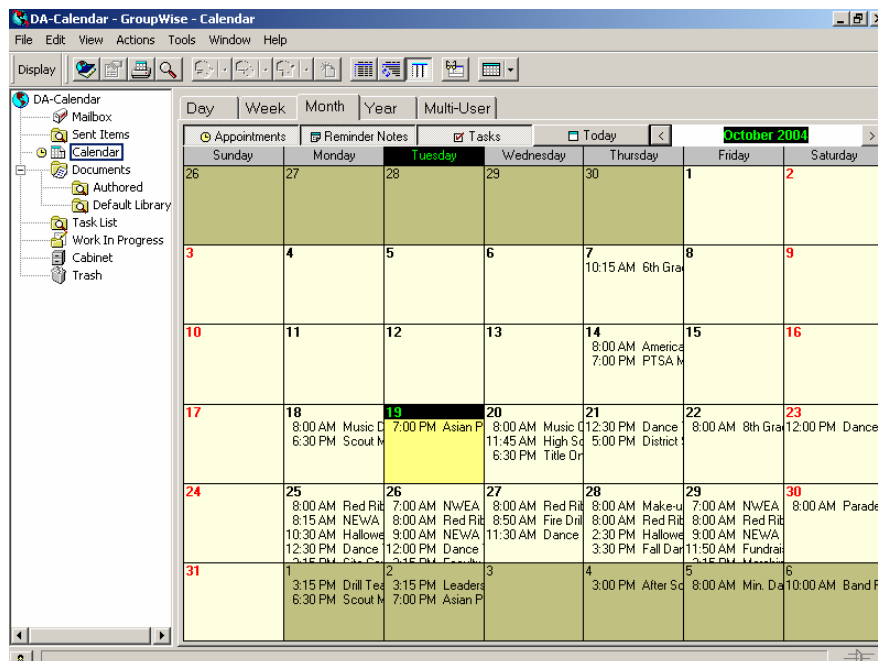 DA-Calendar - GroupWise - Calendar
File Edit View Actions Tools Window Help
Display
DA-Calendar
Mailbox
Sent Items
Calendar
Documents
Authored
Default Library
Task List
Work In Progress
Cabinet
Trash
Day Week Month Year Multi-User
Appointments Reminder Notes Tasks Today < October 2004 >
Sunday Monday Tuesday Wednesday Thursday Friday Saturday
26 27 28 29 30 1 2
3 4 5 6 7 8 9
10:15 AM 6th Gra
10 11 12 13 14 15 16
8:00 AM America
7:00 PM PTSA M
17 18 19 20 21 22 23
8:00 AM Music D 7:00 PM Asian P 8:00 AM Music 12:30 PM Dance 8:00 AM 8th Gra 12:00 PM Dance
6:30 PM Scout M 11:45 AM High Sc 5:00 PM District
6:30 PM Title On
24 25 26 27 28 29 30
8:00 AM Red Rib 7:00 AM NWEA 8:00 AM Red Rib 8:00 AM Make-u 7:00 AM NWEA 8:00 AM Parade
8:15 AM NEWA 8:00 AM Red Rib 8:50 AM Fire Dril 8:00 AM Red Rib 8:00 AM Red Rib
10:30 AM Hallowe 9:00 AM NEWA 11:30 AM Dance 2:30 PM Hallowe 9:00 AM NEWA
12:30 PM Dance 12:00 PM Dance 3:30 PM Fall Dan 11:50 AM Fundrai
31 1 2 3 4 5 6
3:15 PM Drill Tea 3:15 PM Leaders 3:00 PM After Sc 8:00 AM Min. Da 10:00 AM Band
6:30 PM Scout M 7:00 PM Asian P